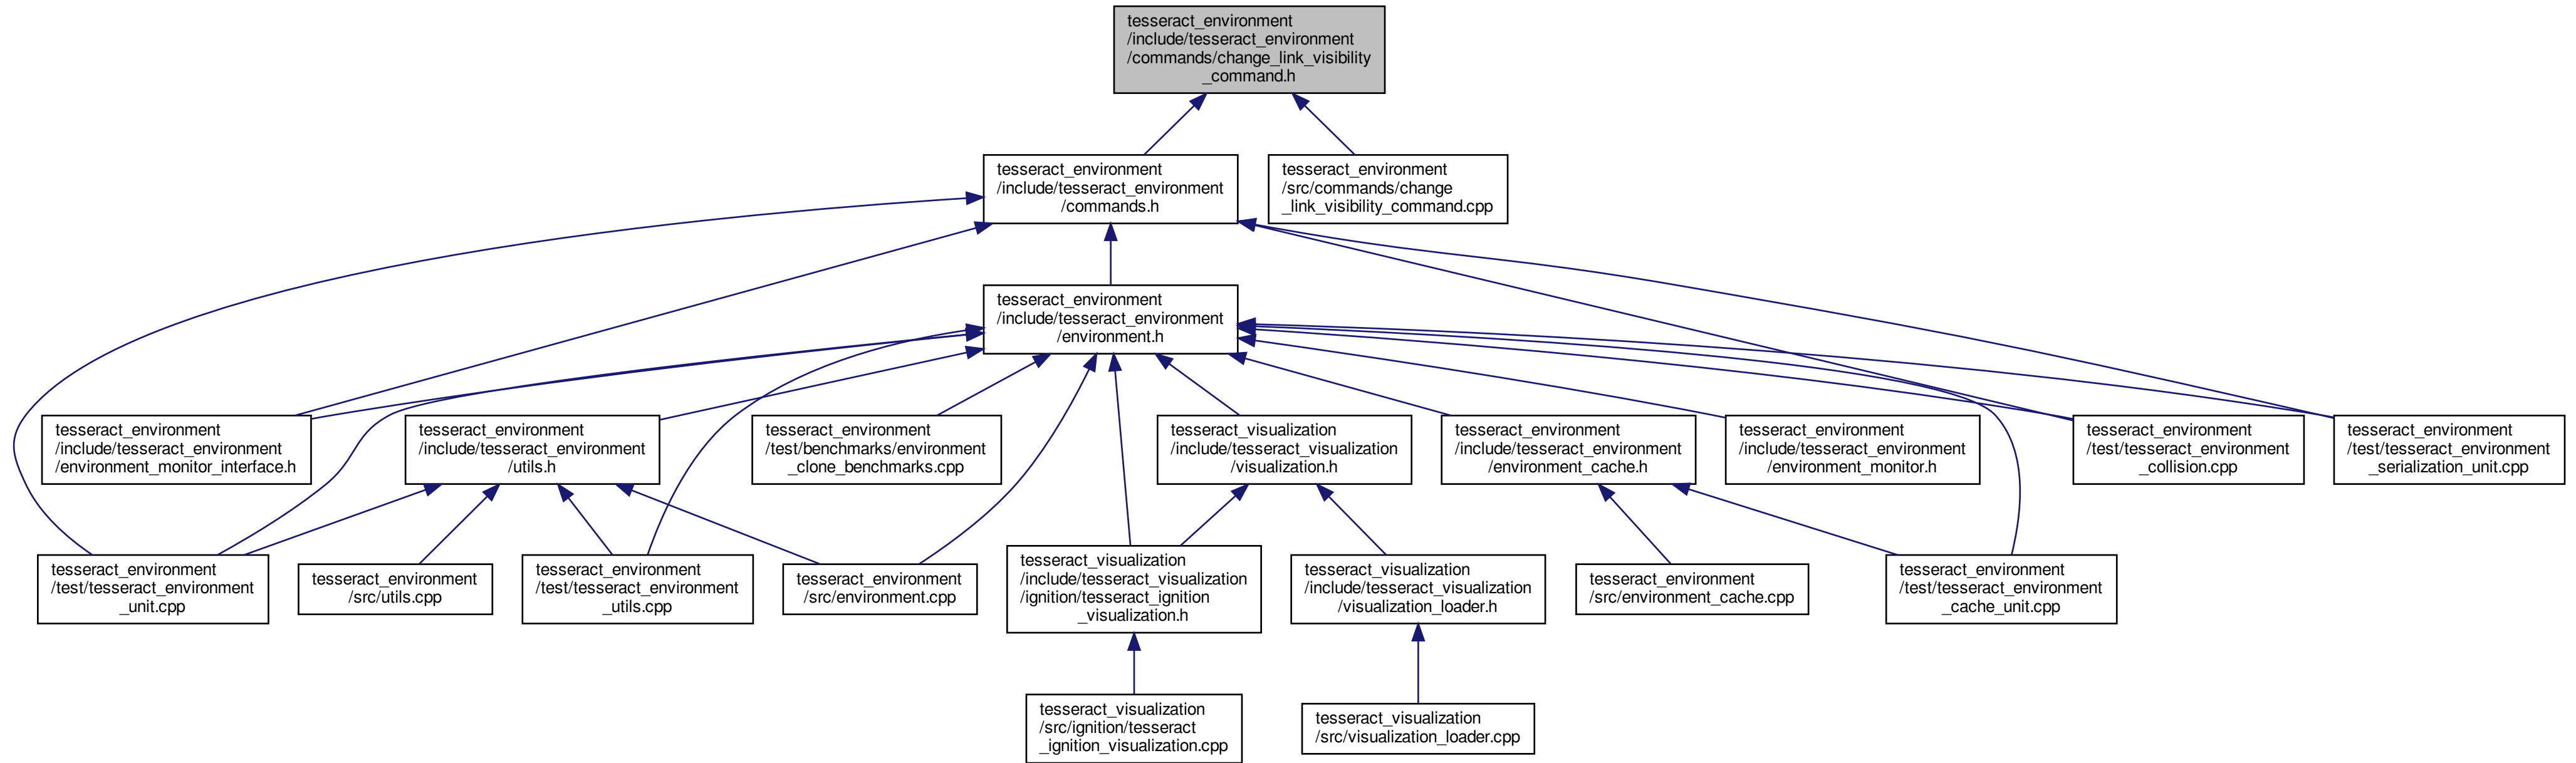 tesseract_environment
/include/tesseract_environment
/commands/change_link_visibility
_command.h
tesseract_environment
/include/tesseract_environment
/commands.h
tesseract_environment
/src/commands/change
_link_visibility_command.cpp
tesseract_environment
/include/tesseract_environment
/environment.h
tesseract_environment
/include/tesseract_environment
/environment_monitor_interface.h
tesseract_environment
/include/tesseract_environment
/utils.h
tesseract_environment
/test/benchmarks/environment
_clone_benchmarks.cpp
tesseract_visualization
/include/tesseract_visualization
/visualization.h
tesseract_environment
/include/tesseract_environment
/environment_cache.h
tesseract_environment
/include/tesseract_environment
/environment_monitor.h
tesseract_environment
/test/tesseract_environment
_collision.cpp
tesseract_environment
/test/tesseract_environment
_serialization_unit.cpp
tesseract_environment
/test/tesseract_environment
_unit.cpp
tesseract_environment
/src/utils.cpp
tesseract_environment
/test/tesseract_environment
_utils.cpp
tesseract_environment
/src/environment.cpp
tesseract_visualization
/include/tesseract_visualization
/ignition/tesseract_ignition
_visualization.h
tesseract_visualization
/include/tesseract_visualization
/visualization_loader.h
tesseract_environment
/src/environment_cache.cpp
tesseract_environment
/test/tesseract_environment
_cache_unit.cpp
tesseract_visualization
/src/ignition/tesseract
_ignition_visualization.cpp
tesseract_visualization
/src/visualization_loader.cpp